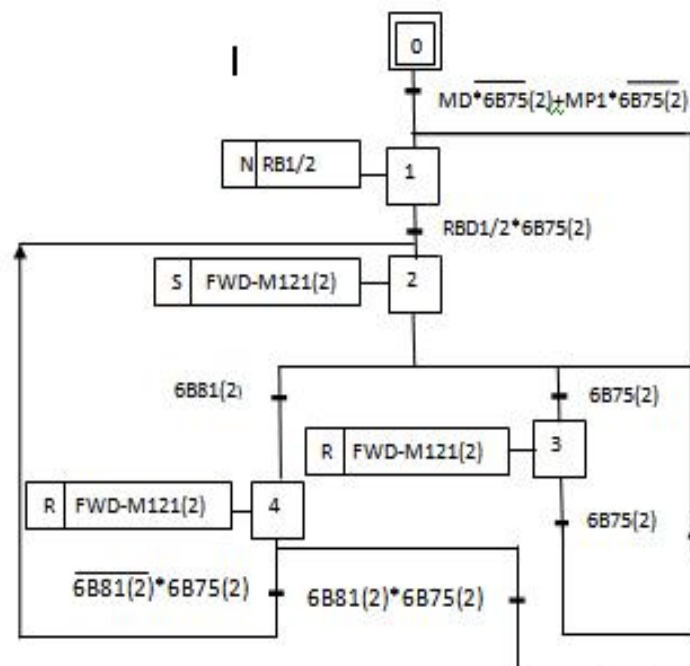 0
MD*6B75(2)+MP1*6B75(2)
N RB1/2
1
RBD1/2*6B75(2)
S FWD-M121(2)
2
6B81(2)
6B75(2)
R FWD-M121(2)
3
R FWD-M121(2)
4
6B75(2)
6B81(2)*6B75(2)
6B81(2)*6B75(2)